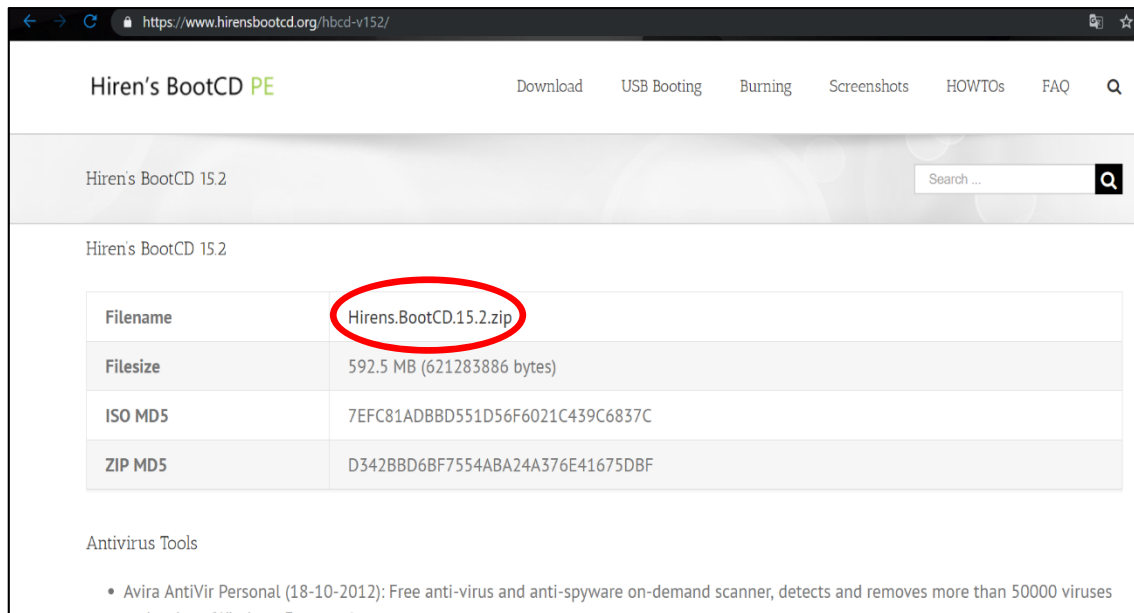 https://www.hirensbootcd.org/hbcd-v152/
Hiren's BootCD PE
Download USB Booting Burning Screenshots HOWTOs FAQ
Hiren's BootCD 15.2
Search ...
Hiren's BootCD 15.2
Filename Hirens.BootCD.15.2.zip
Filesize 592.5 MB (621283886 bytes)
ISO MD5 7EFC81ADBBD551D56F6021C439C6837C
ZIP MD5 D342BBD6BF7554ABA24A376E41675DBF
Antivirus Tools
• Avira AntiVir Personal (18-10-2012): Free anti-virus and anti-spyware on-demand scanner, detects and removes more than 50000 viruses